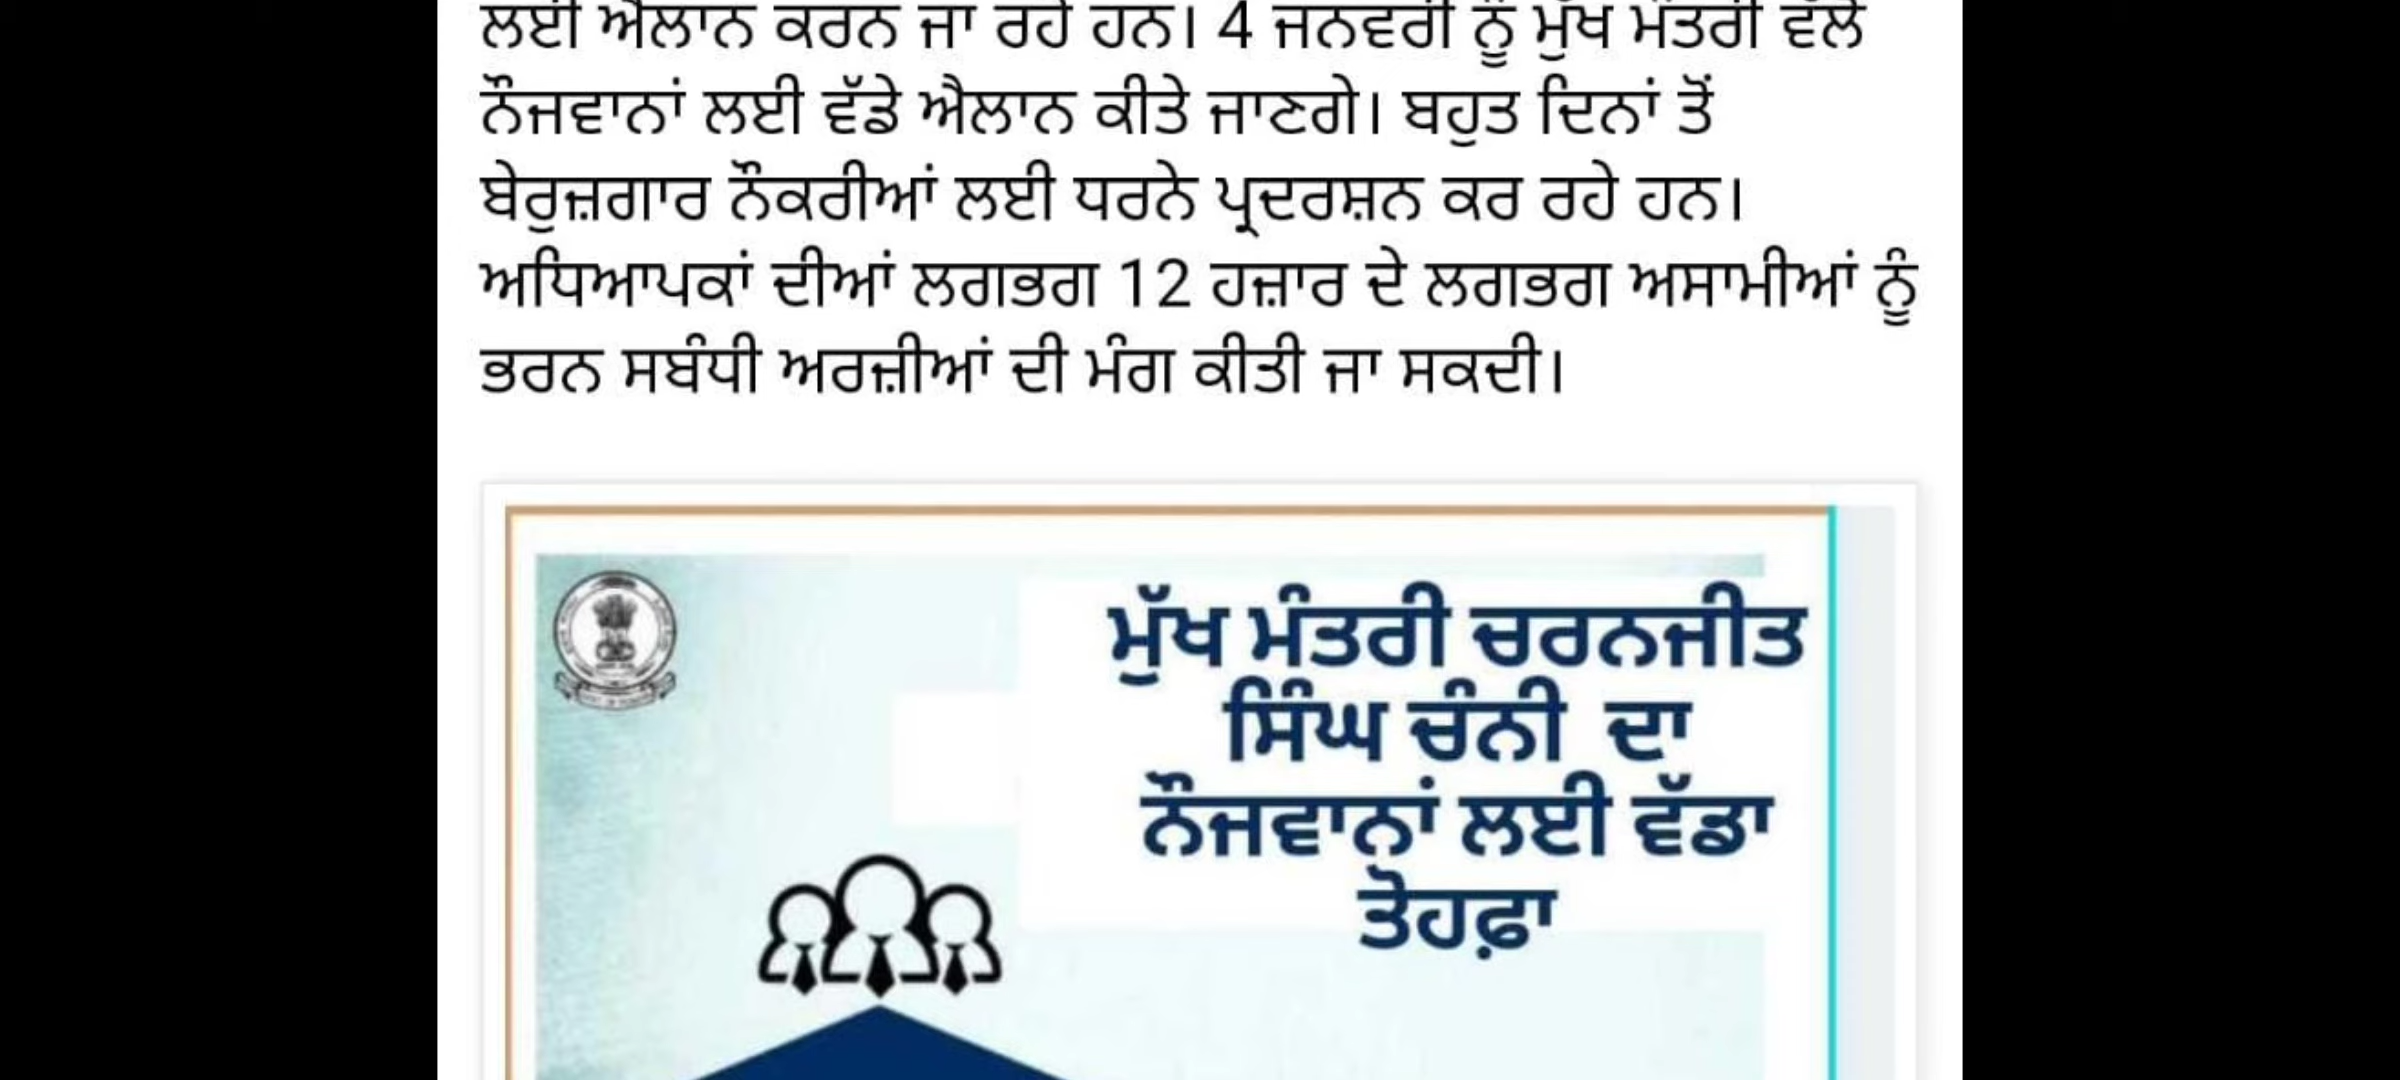 ਲਈ ਐਲਾਨ ਕਰਨ ਜਾ ਰਹੇ ਹਨ। 4 ਜਨਵਰੀ ਨੂੰ ਮੁੱਖ ਮੰਤਰੀ ਵੱਲੋਂ
ਨੌਜਵਾਨਾਂ ਲਈ ਵੱਡੇ ਐਲਾਨ ਕੀਤੇ ਜਾਣਗੇ। ਬਹੁਤ ਦਿਨਾਂ ਤੋਂ
ਬੇਰੁਜ਼ਗਾਰ ਨੌਕਰੀਆਂ ਲਈ ਧਰਨੇ ਪ੍ਰਦਰਸ਼ਨ ਕਰ ਰਹੇ ਹਨ।
ਅਧਿਆਪਕਾਂ ਦੀਆਂ ਲਗਭਗ 12 ਹਜ਼ਾਰ ਦੇ ਲਗਭਗ ਅਸਾਮੀਆਂ ਨੂੰ
ਭਰਨ ਸਬੰਧੀ ਅਰਜ਼ੀਆਂ ਦੀ ਮੰਗ ਕੀਤੀ ਜਾ ਸਕਦੀ।
ਮੁੱਖ ਮੰਤਰੀ ਚਰਨਜੀਤ
ਸਿੰਘ ਚੰਨੀ ਦਾ
ਨੌਜਵਾਨਾਂ ਲਈ ਵੱਡਾ
ਤੋਹਫ਼ਾ